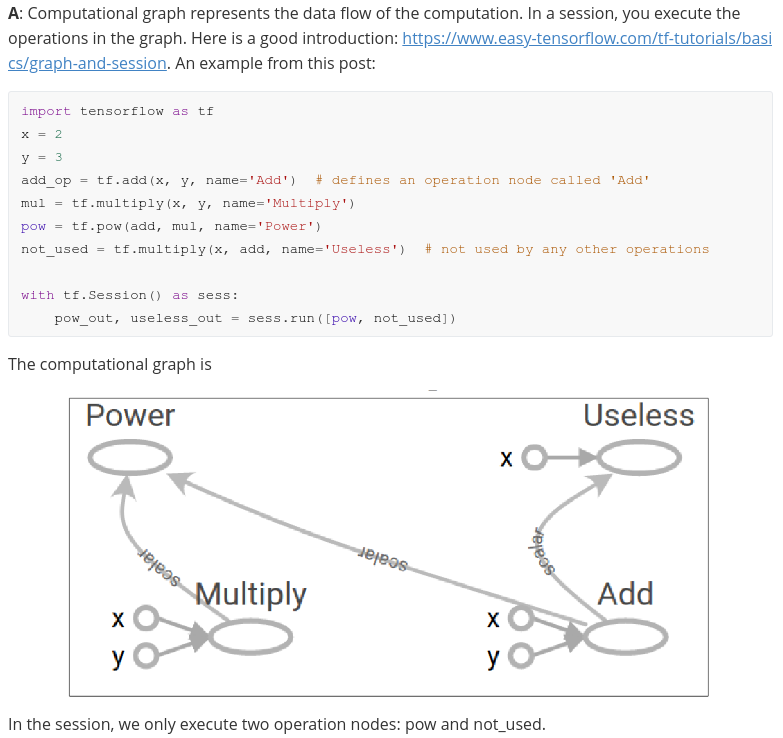 A: Computational graph represents the data flow of the computation. In a session, you execute the
operations in the graph. Here is a good introduction: https://www.easy-tensorflow.com/tf-tutorials/basi
cs/graph-and-session. An example from this post:
import tensorflow as tf
x = 2
y = 3
add_op = tf.add(x, y, name='Add')  # defines an operation node called 'Add'
mul = tf.multiply(x, y, name='Multiply')
pow = tf.pow(add, mul, name='Power')
not_used = tf.multiply(x, add, name='Useless')  # not used by any other operations
with tf.Session() as sess:
    pow_out, useless_out = sess.run([pow, not_used])
The computational graph is
Power
Useless
x
scalar
scalar
scalar
Multiply
Add
x
y
x
y
In the session, we only execute two operation nodes: pow and not_used.